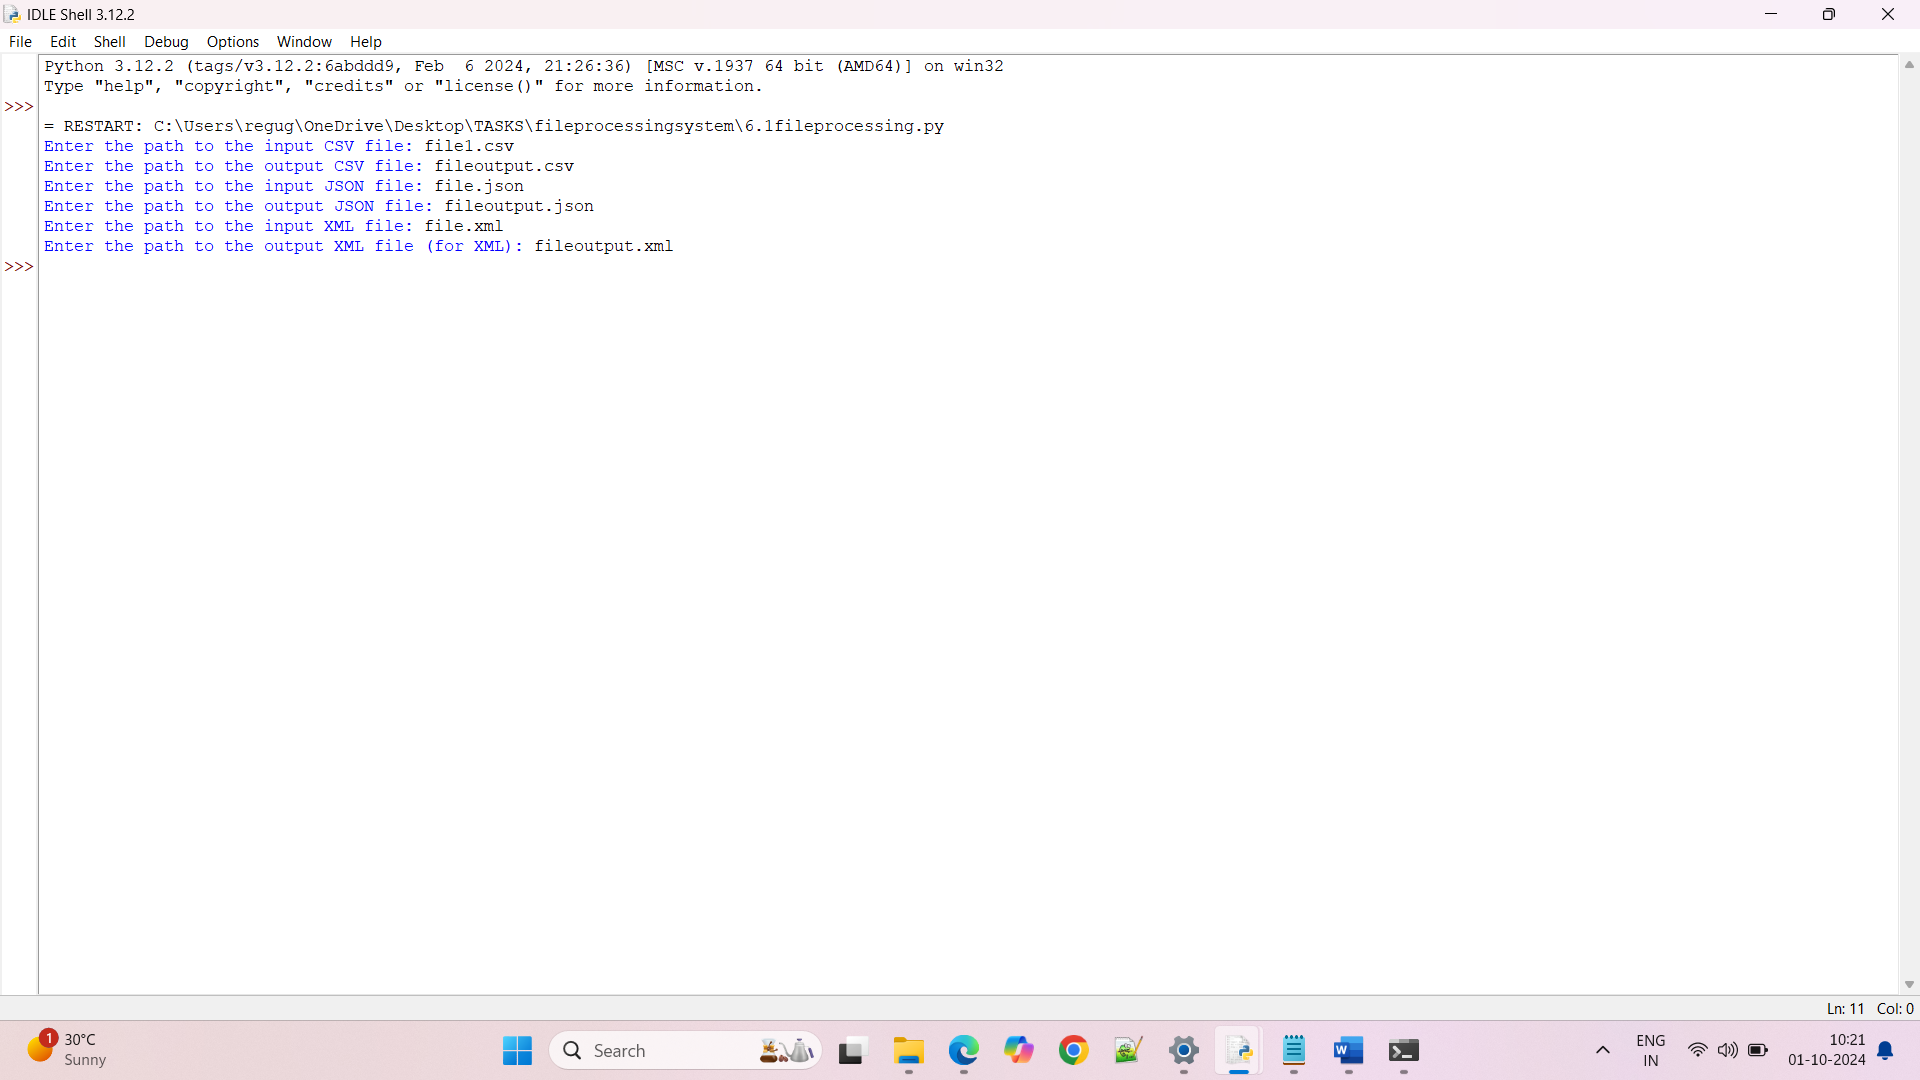 IDLE Shell 3.12.2
File Edit Shell Debug Options Window Help
Python 3.12.2 (tags/v3.12.2:6abddd9, Feb  6 2024, 21:26:36) [MSC v.1937 64 bit (AMD64)] on win32
Type "help", "copyright", "credits" or "license()" for more information.
>>>
= RESTART: C:\Users\regug\OneDrive\Desktop\TASKS\fileprocessingsystem\6.1fileprocessing.py
Enter the path to the input CSV file: file1.csv
Enter the path to the output CSV file: fileoutput.csv
Enter the path to the input JSON file: file.json
Enter the path to the output JSON file: fileoutput.json
Enter the path to the input XML file: file.xml
Enter the path to the output XML file (for XML): fileoutput.xml
>>>
Ln: 11 Col: 0
1
30°C
Sunny
Search
W
ENG
IN
10:21
01-10-2024